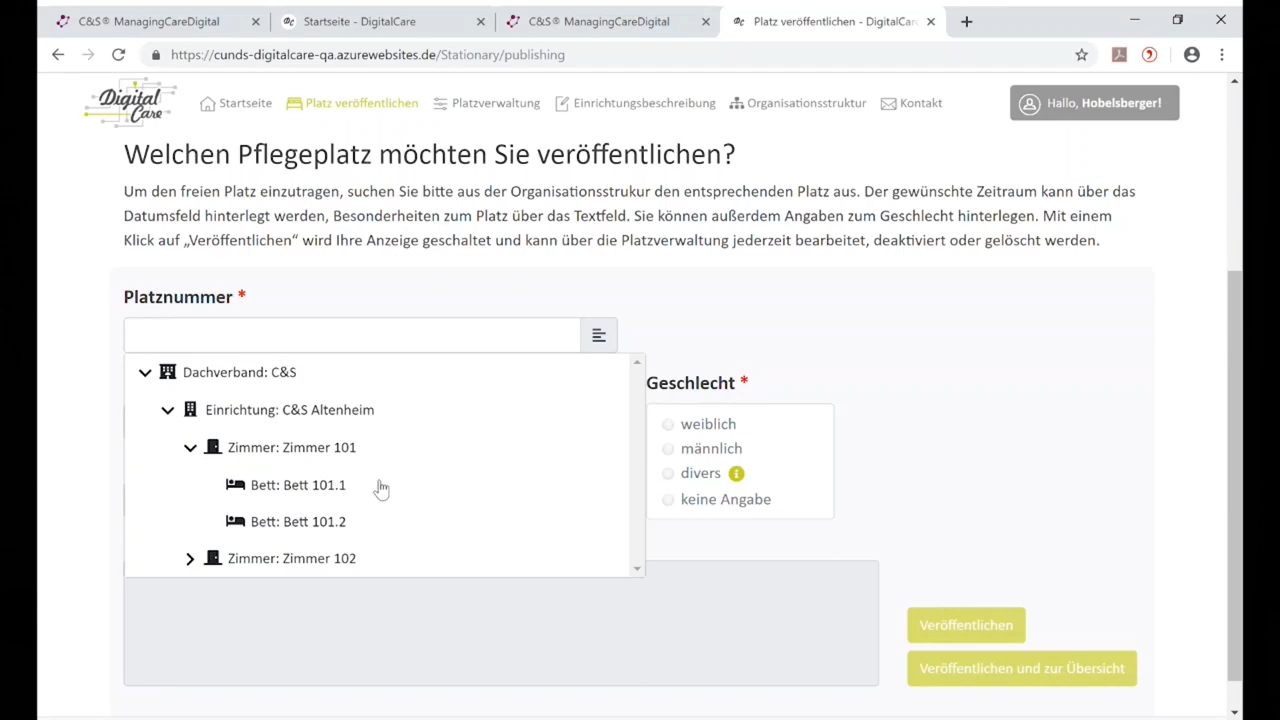 C&S® ManagingCareDigital
Startseite - DigitalCare
C&S® ManagingCareDigital
Platz veröffentlichen - DigitalCare
https://cunds-digitalcare-qa.azurewebsites.de/Stationary/publishing
Digital Care
Startseite
Platz veröffentlichen
Platzverwaltung
Einrichtungsbeschreibung
Organisationsstruktur
Kontakt
Hallo, Hobelsberger!
Welchen Pflegeplatz möchten Sie veröffentlichen?
Um den freien Platz einzutragen, suchen Sie bitte aus der Organisationsstrukur den entsprechenden Platz aus. Der gewünschte Zeitraum kann über das
Datumsfeld hinterlegt werden, Besonderheiten zum Platz über das Textfeld. Sie können außerdem Angaben zum Geschlecht hinterlegen. Mit einem
Klick auf „Veröffentlichen“ wird Ihre Anzeige geschaltet und kann über die Platzverwaltung jederzeit bearbeitet, deaktiviert oder gelöscht werden.
Platznummer *
Dachverband: C&S
Einrichtung: C&S Altenheim
Zimmer: Zimmer 101
Bett: Bett 101.1
Bett: Bett 101.2
Zimmer: Zimmer 102
Geschlecht *
weiblich
männlich
divers
keine Angabe
Veröffentlichen
Veröffentlichen und zur Übersicht